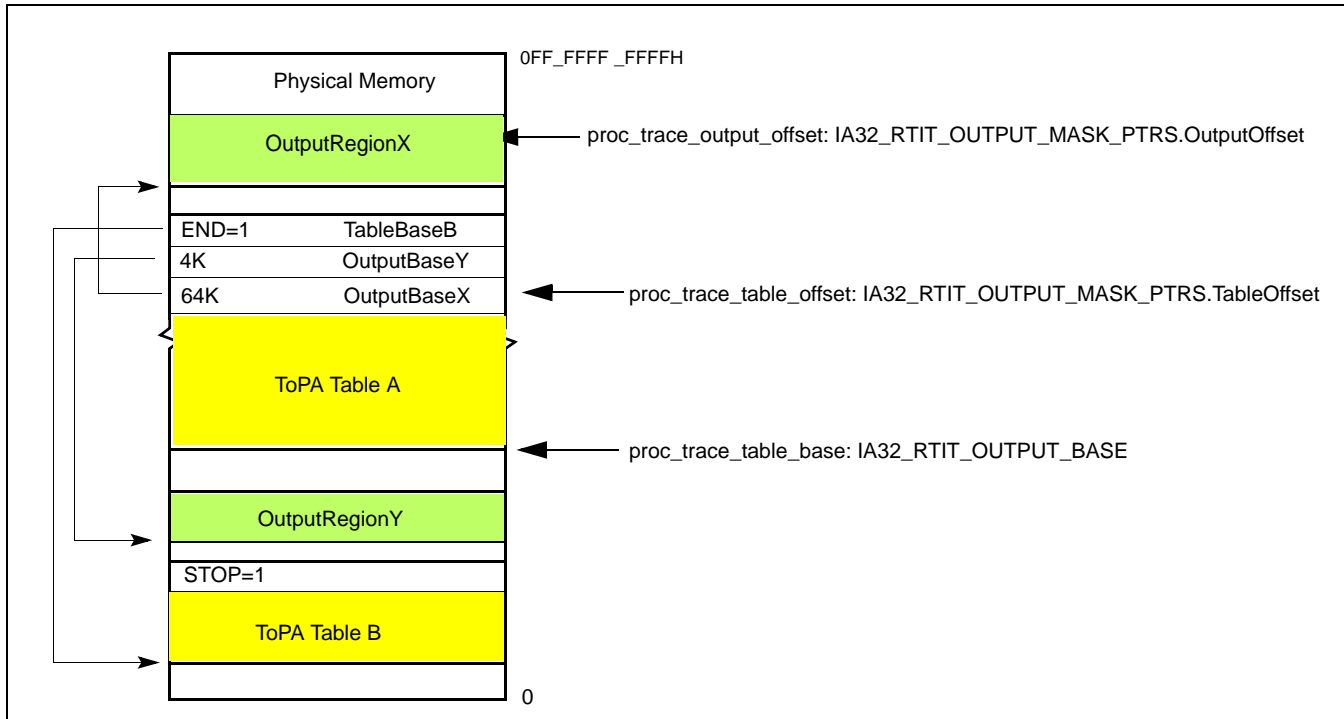 0FF_FFFF _FFFFH
Physical Memory
OutputRegionX
proc_trace_output_offset: IA32_RTIT_OUTPUT_MASK_PTRS.OutputOffset
END=1 TableBaseB
4K OutputBaseY
64K OutputBaseX
proc_trace_table_offset: IA32_RTIT_OUTPUT_MASK_PTRS.TableOffset
ToPA Table A
proc_trace_table_base: IA32_RTIT_OUTPUT_BASE
OutputRegionY
STOP=1
ToPA Table B
0